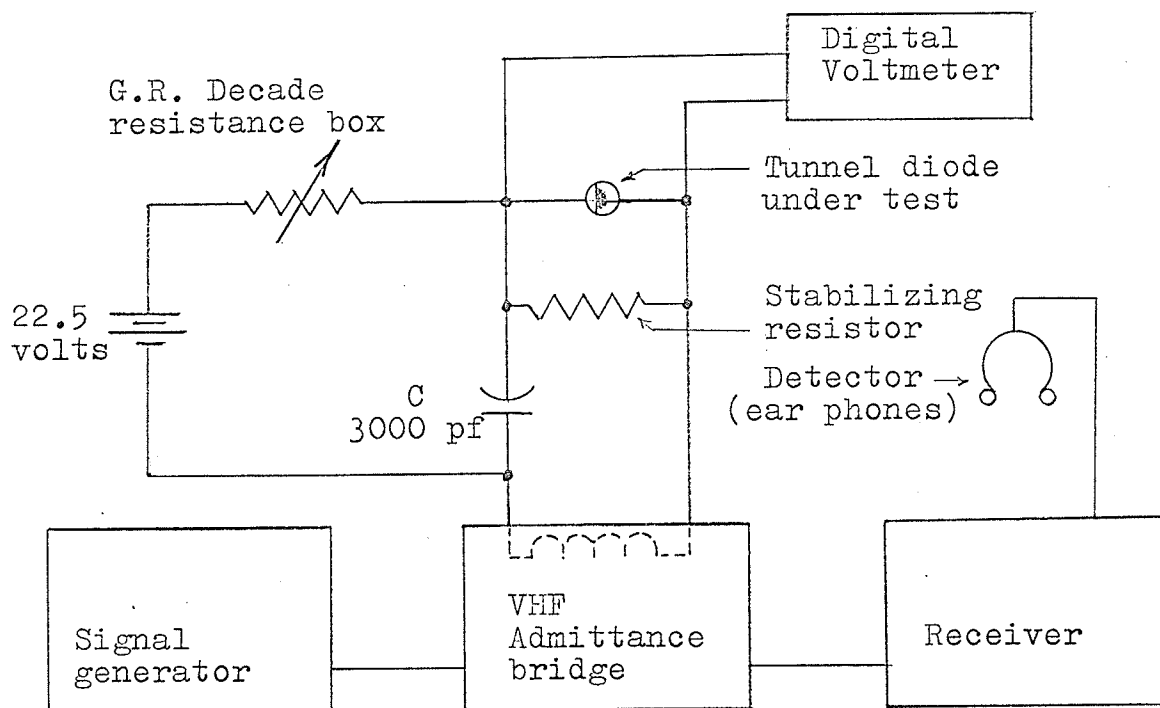 Digital
Voltmeter
G.R. Decade
resistance box
Tunnel diode
under test
22.5
volts
Stabilizing
resistor
Detector
(ear phones)
C
3000 pf
Signal
generator
VHF
Admittance
bridge
Receiver